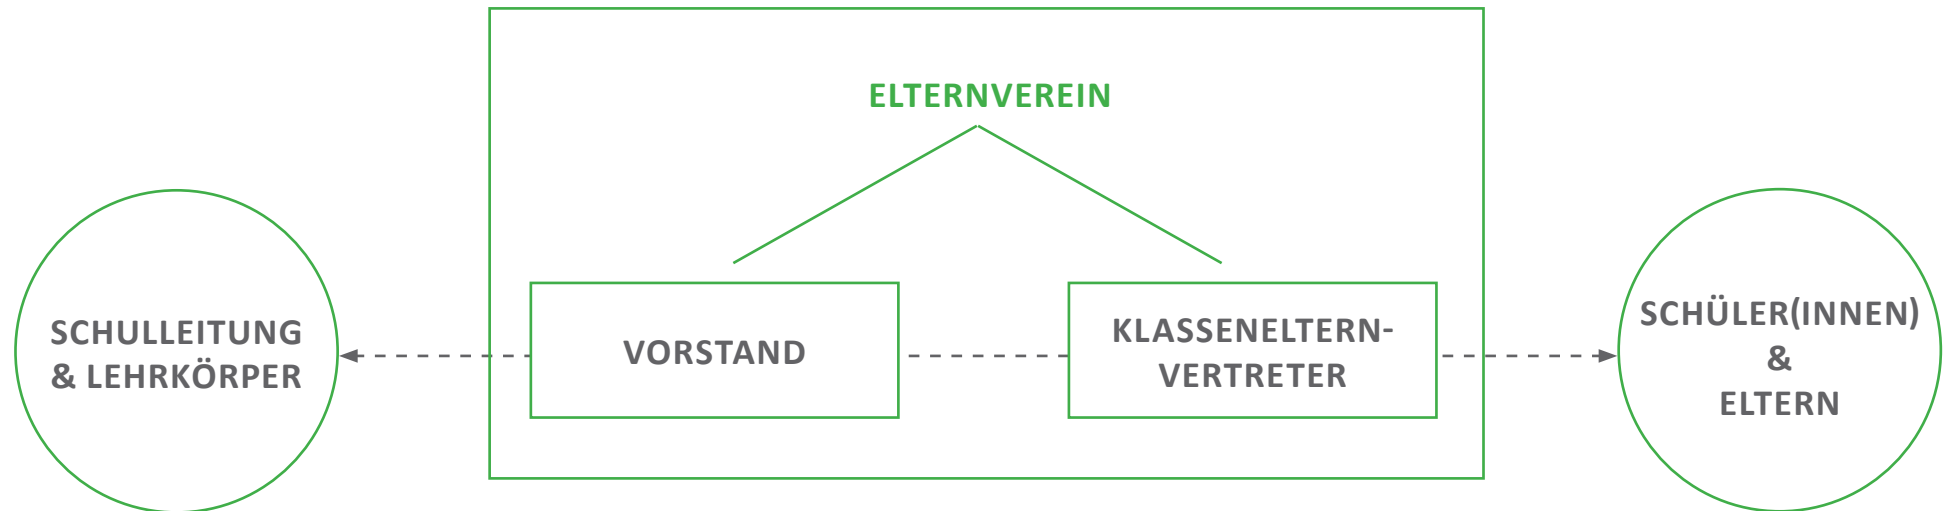 ELTERNVEREIN
SCHULLEITUNG
& LEHRKÖRPER
VORSTAND
KLASSENELTERN-
VERTRETER
SCHÜLER(INNEN)
&
ELTERN